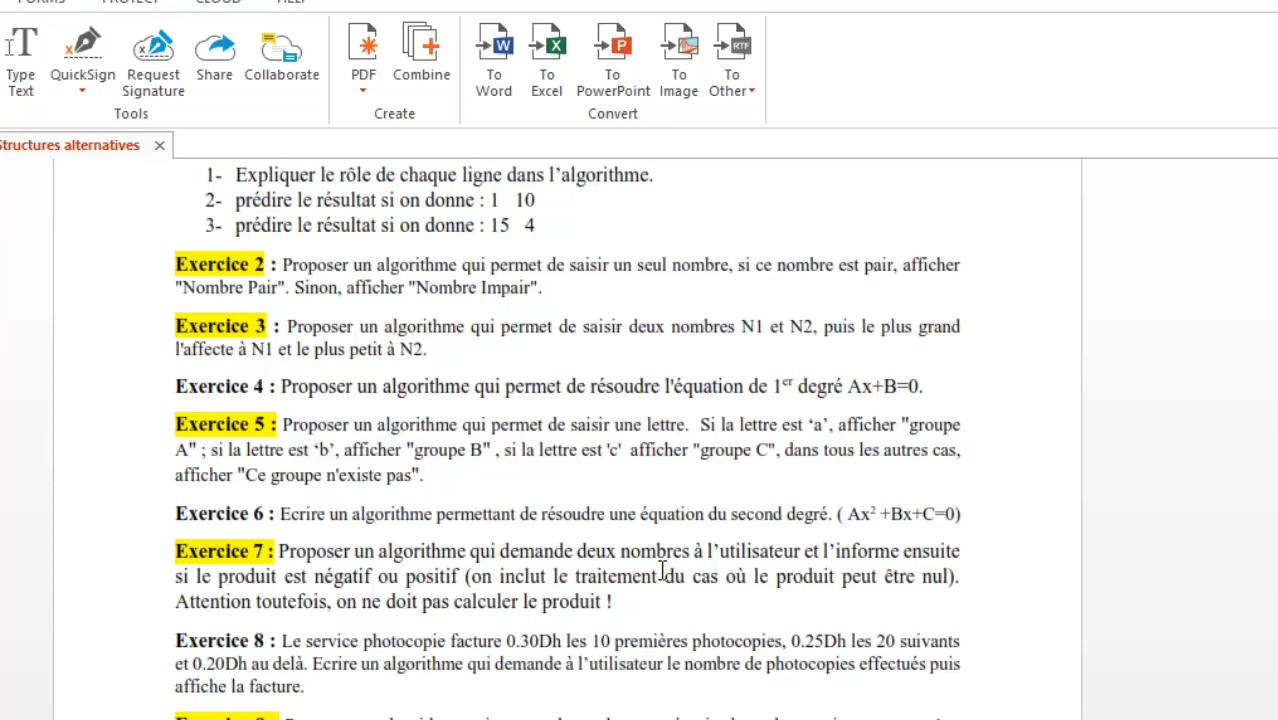 FORMS PROTECT CLOUD HELP
Type Text
QuickSign
Request Signature
Share
Collaborate
PDF
Combine
To Word
To Excel
To PowerPoint
To Image
To Other
Tools
Create
Convert
Structures alternatives
1- Expliquer le rôle de chaque ligne dans l’algorithme.
2- prédire le résultat si on donne : 1 10
3- prédire le résultat si on donne : 15 4
Exercice 2 : Proposer un algorithme qui permet de saisir un seul nombre, si ce nombre est pair, afficher
"Nombre Pair". Sinon, afficher "Nombre Impair".
Exercice 3 : Proposer un algorithme qui permet de saisir deux nombres N1 et N2, puis le plus grand
l'affecte à N1 et le plus petit à N2.
Exercice 4 : Proposer un algorithme qui permet de résoudre l'équation de 1er degré Ax+B=0.
Exercice 5 : Proposer un algorithme qui permet de saisir une lettre. Si la lettre est ‘a’, afficher "groupe
A" ; si la lettre est ‘b’, afficher "groupe B" , si la lettre est 'c' afficher "groupe C", dans tous les autres cas,
afficher "Ce groupe n'existe pas".
Exercice 6 : Ecrire un algorithme permettant de résoudre une équation du second degré. ( Ax² +Bx+C=0)
Exercice 7 : Proposer un algorithme qui demande deux nombres à l’utilisateur et l’informe ensuite
si le produit est négatif ou positif (on inclut le traitement du cas où le produit peut être nul).
Attention toutefois, on ne doit pas calculer le produit !
Exercice 8 : Le service photocopie facture 0.30Dh les 10 premières photocopies, 0.25Dh les 20 suivants
et 0.20Dh au delà. Ecrire un algorithme qui demande à l’utilisateur le nombre de photocopies effectués puis
affiche la facture.